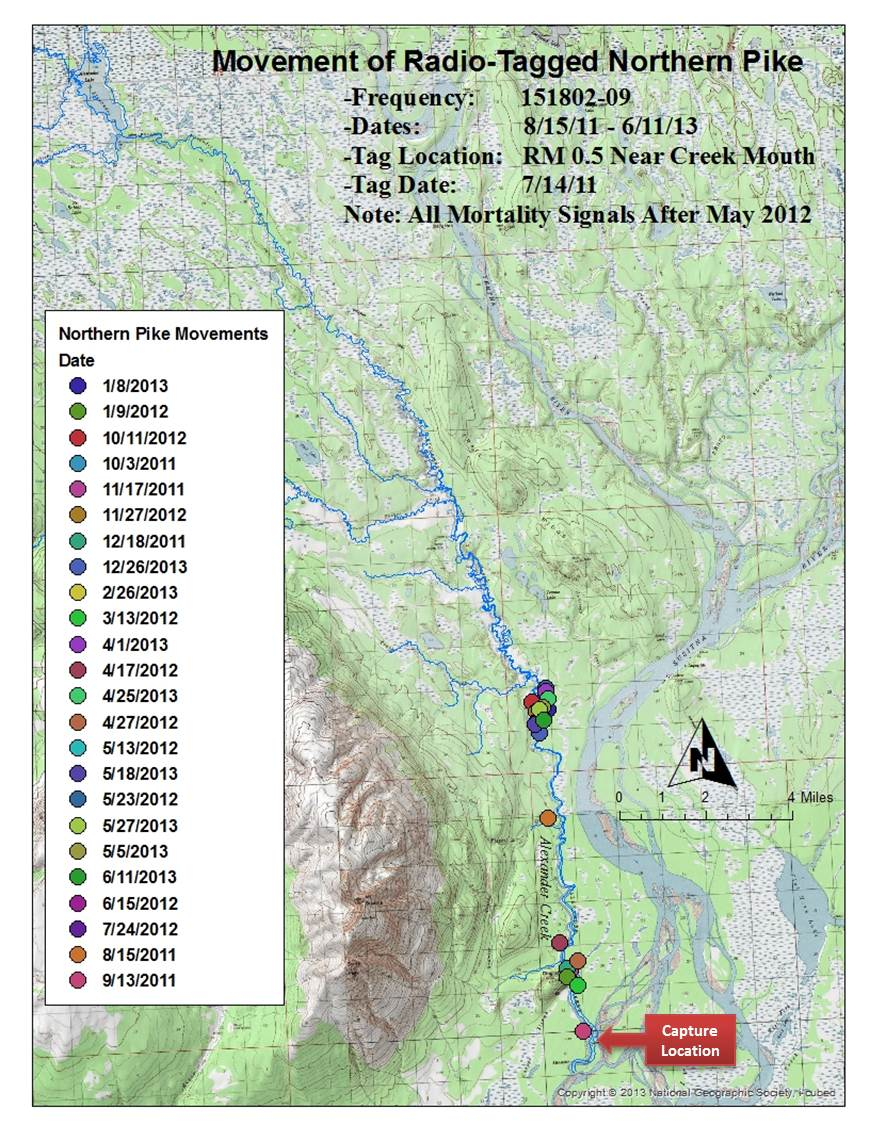 Movement of Radio-Tagged Northern Pike
-Frequency: 151802-09
-Dates: 8/15/11 - 6/11/13
-Tag Location: RM 0.5 Near Creek Mouth
-Tag Date: 7/14/11
Note: All Mortality Signals After May 2012
Northern Pike Movements
Date
1/8/2013
1/9/2012
10/11/2012
10/3/2011
11/17/2011
11/27/2012
12/18/2011
12/26/2013
2/26/2013
3/13/2012
4/1/2013
4/17/2012
4/25/2013
4/27/2012
5/13/2012
5/18/2013
5/23/2012
5/27/2013
5/5/2013
6/11/2013
6/15/2012
7/24/2012
8/15/2011
9/13/2011
RIVER
SUSITNA
RIVER
N
0 1 2 4 Miles
Alexander Creek
Capture
Location
Copyright © 2013 National Geographic Society, i-cubed